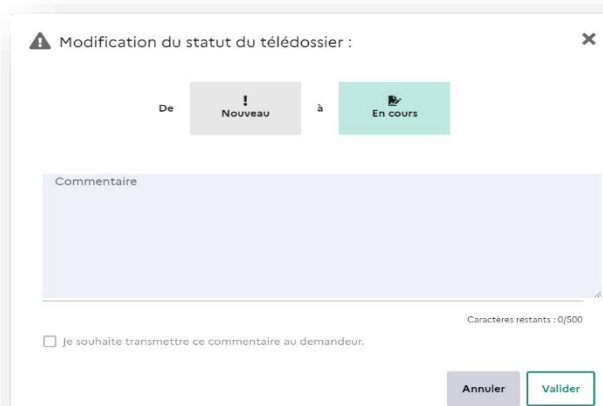 Modification du statut du télédossier :
De
!
Nouveau
à
En cours
Commentaire
Caractères restants : 0/500
Je souhaite transmettre ce commentaire au demandeur.
Annuler
Valider